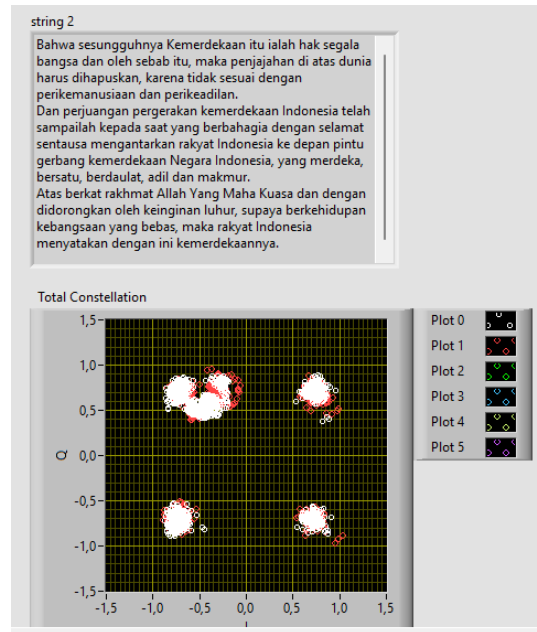 string 2
Bahwa sesungguhnya Kemerdekaan itu ialah hak segala
bangsa dan oleh sebab itu, maka penjajahan di atas dunia
harus dihapuskan, karena tidak sesuai dengan
perikemanusiaan dan perikeadilan.
Dan perjuangan pergerakan kemerdekaan Indonesia telah
sampailah kepada saat yang berbahagia dengan selamat
sentausa mengantarkan rakyat Indonesia ke depan pintu
gerbang kemerdekaan Negara Indonesia, yang merdeka,
bersatu, berdaulat, adil dan makmur.
Atas berkat rakhmat Allah Yang Maha Kuasa dan dengan
didorongkan oleh keinginan luhur, supaya berkehidupan
kebangsaan yang bebas, maka rakyat Indonesia
menyatakan dengan ini kemerdekaannya.
Total Constellation
Plot 0
Plot 1
Plot 2
Plot 3
Plot 4
Plot 5
1,5
1,0
0,5
0,0
-0,5
-1,0
-1,5
Q
-1,5 -1,0 -0,5 0,0 0,5 1,0 1,5